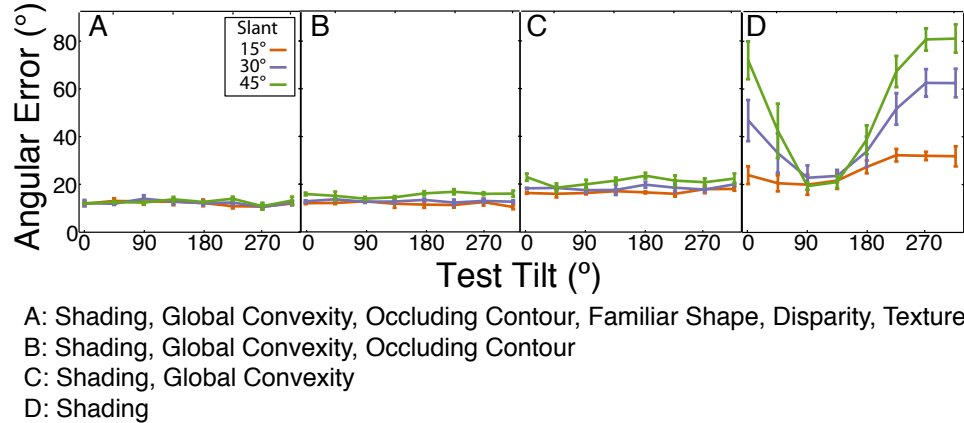 A
B
C
D
Slant
15°
30°
45°
Angular Error (°)
80
60
40
20
0
0 90 180 270
0 90 180 270
0 90 180 270
0 90 180 270
Test Tilt (º)
A: Shading, Global Convexity, Occluding Contour, Familiar Shape, Disparity, Texture
B: Shading, Global Convexity, Occluding Contour
C: Shading, Global Convexity
D: Shading